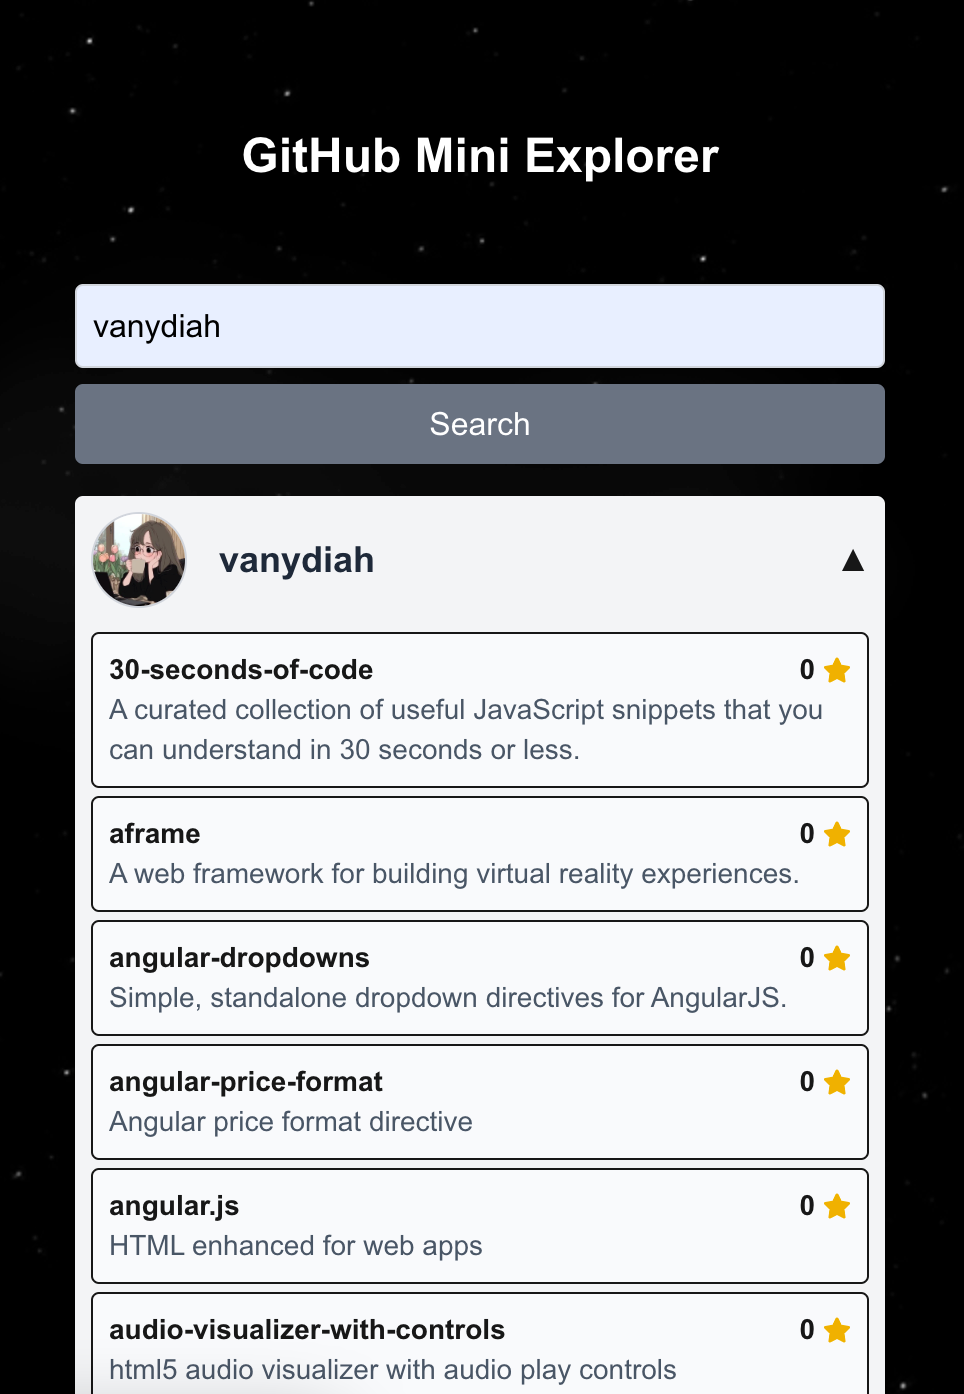 GitHub Mini Explorer
vanydiah
Search
vanydiah ▲
30-seconds-of-code 0
A curated collection of useful JavaScript snippets that you
can understand in 30 seconds or less.
aframe 0
A web framework for building virtual reality experiences.
angular-dropdowns 0
Simple, standalone dropdown directives for AngularJS.
angular-price-format 0
Angular price format directive
angular.js 0
HTML enhanced for web apps
audio-visualizer-with-controls 0
html5 audio visualizer with audio play controls